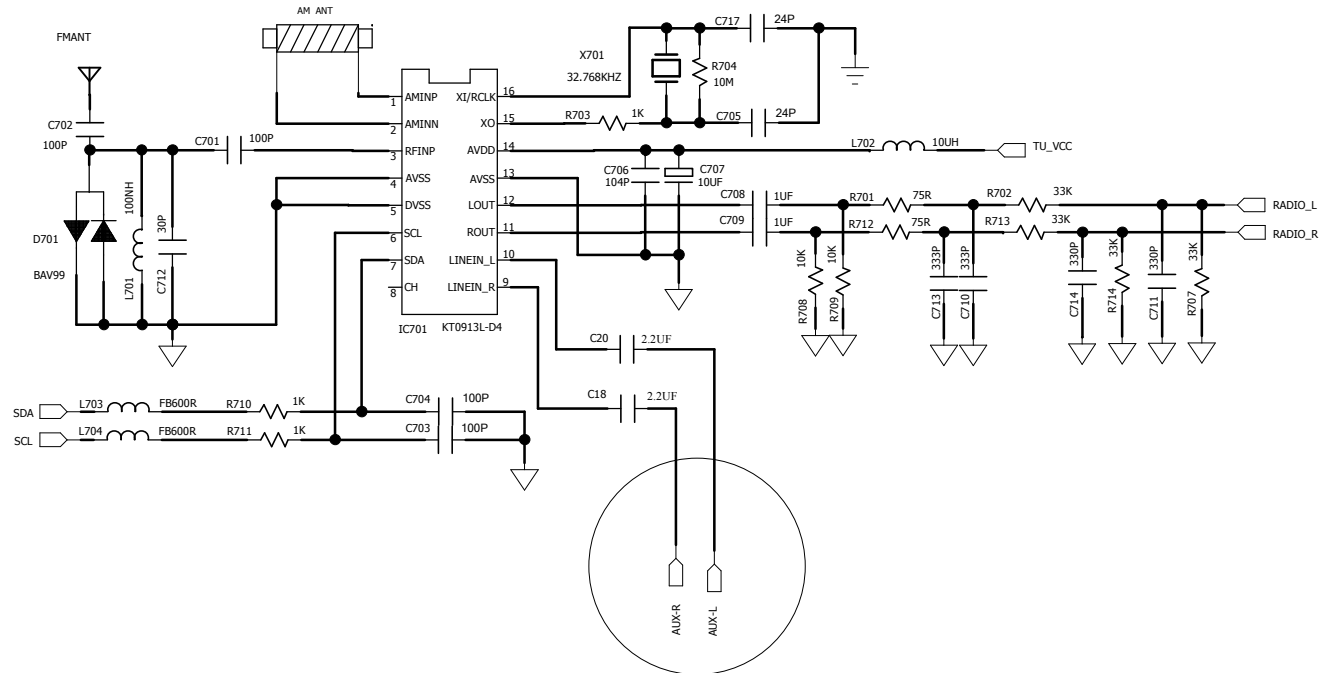 AM ANT
FMANT
C702
100P
C701
100P
D701
BAV99
100NH
L701
30P
C712
1
AMINP
2
AMINN
3
RFINP
4
AVSS
5
DVSS
6
SCL
7
SDA
8
CH
XI/RCLK
16
XO
15
AVDD
14
AVSS
13
LOUT
12
ROUT
11
LINEIN_L
10
LINEIN_R
9
IC701
KT0913L-D4
X701
32.768KHZ
R703
1K
R704
10M
C717
24P
C705
24P
L702
10UH
TU_VCC
C706
104P
C707
10UF
C708
1UF
C709
1UF
R701
75R
R702
33K
RADIO_L
R712
75R
R713
33K
RADIO_R
10K
R708
10K
R709
333P
C713
333P
C710
330P
C714
33K
R714
330P
C711
33K
R707
C20
2.2UF
C18
2.2UF
SDA
L703
FB600R
R710
1K
C704
100P
SCL
L704
FB600R
R711
1K
C703
100P
AUX-R
AUX-L